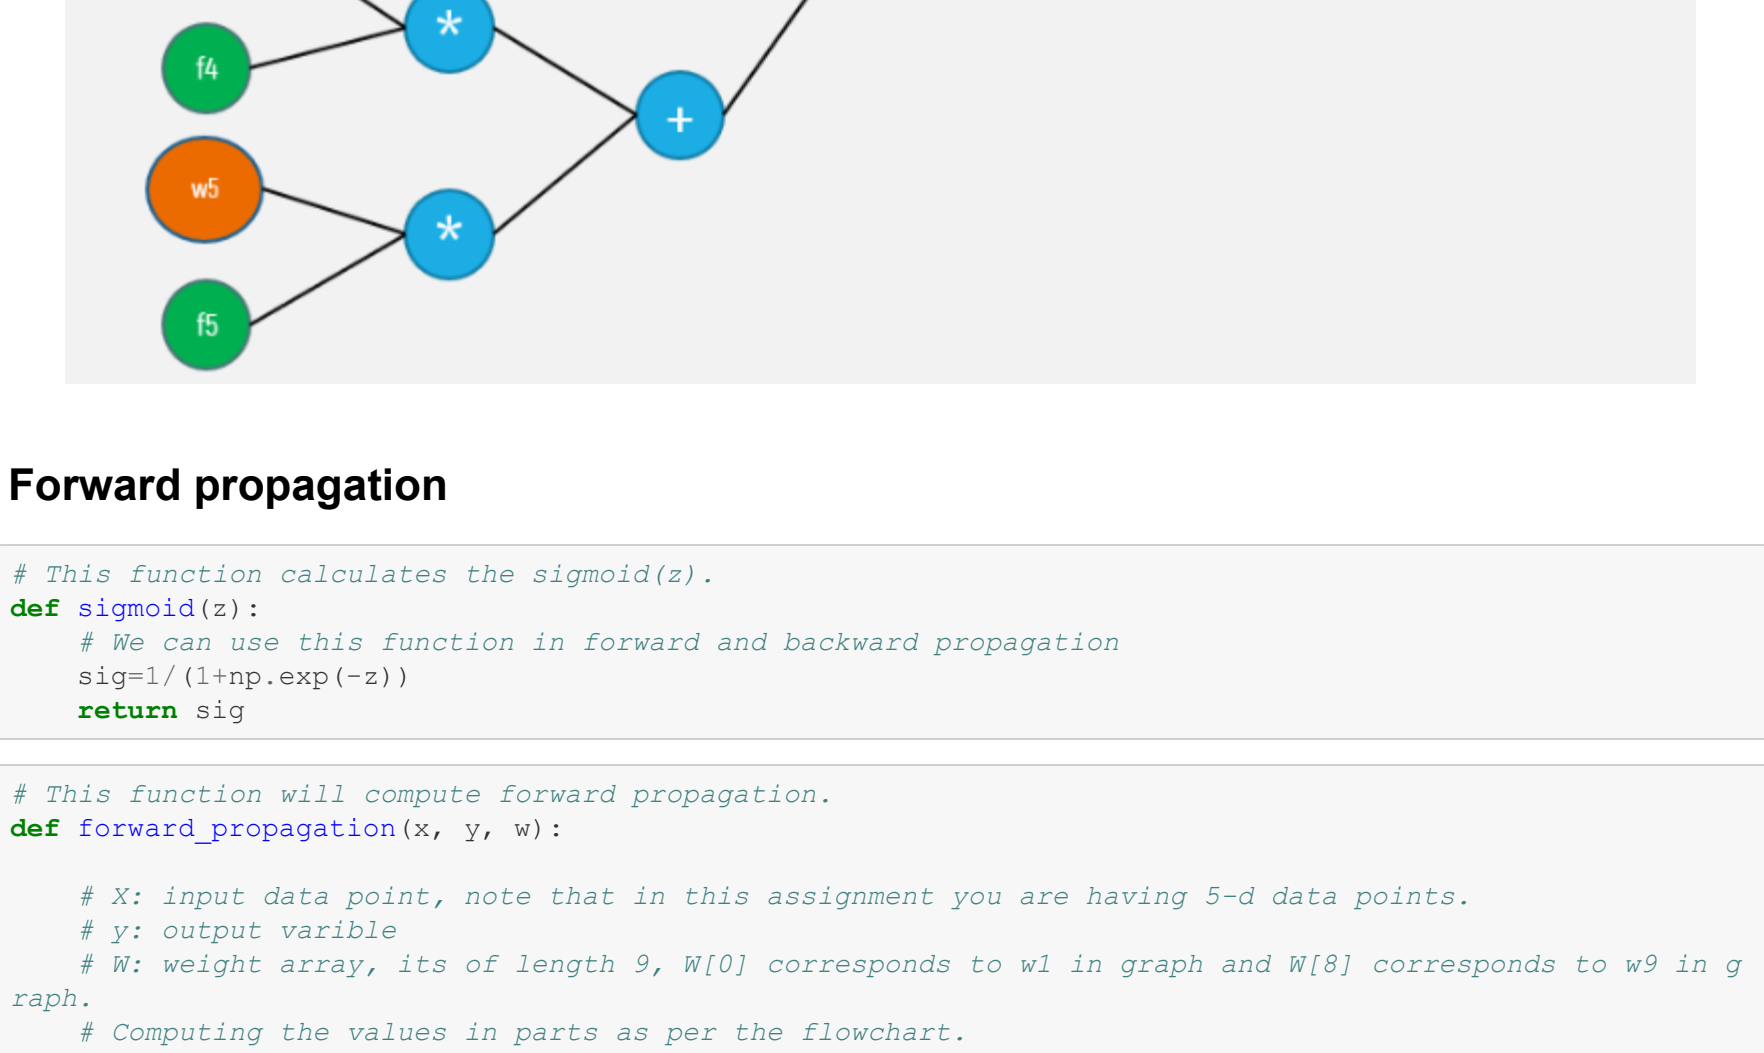 *
f4
+
w5
*
f5
Forward propagation
# This function calculates the sigmoid(z).
def sigmoid(z):
    # We can use this function in forward and backward propagation
    sig=1/(1+np.exp(-z))
    return sig
# This function will compute forward propagation.
def forward_propagation(x, y, w):
    # X: input data point, note that in this assignment you are having 5-d data points.
    # y: output varible
    # W: weight array, its of length 9, W[0] corresponds to w1 in graph and W[8] corresponds to w9 in g
raph.
    # Computing the values in parts as per the flowchart.